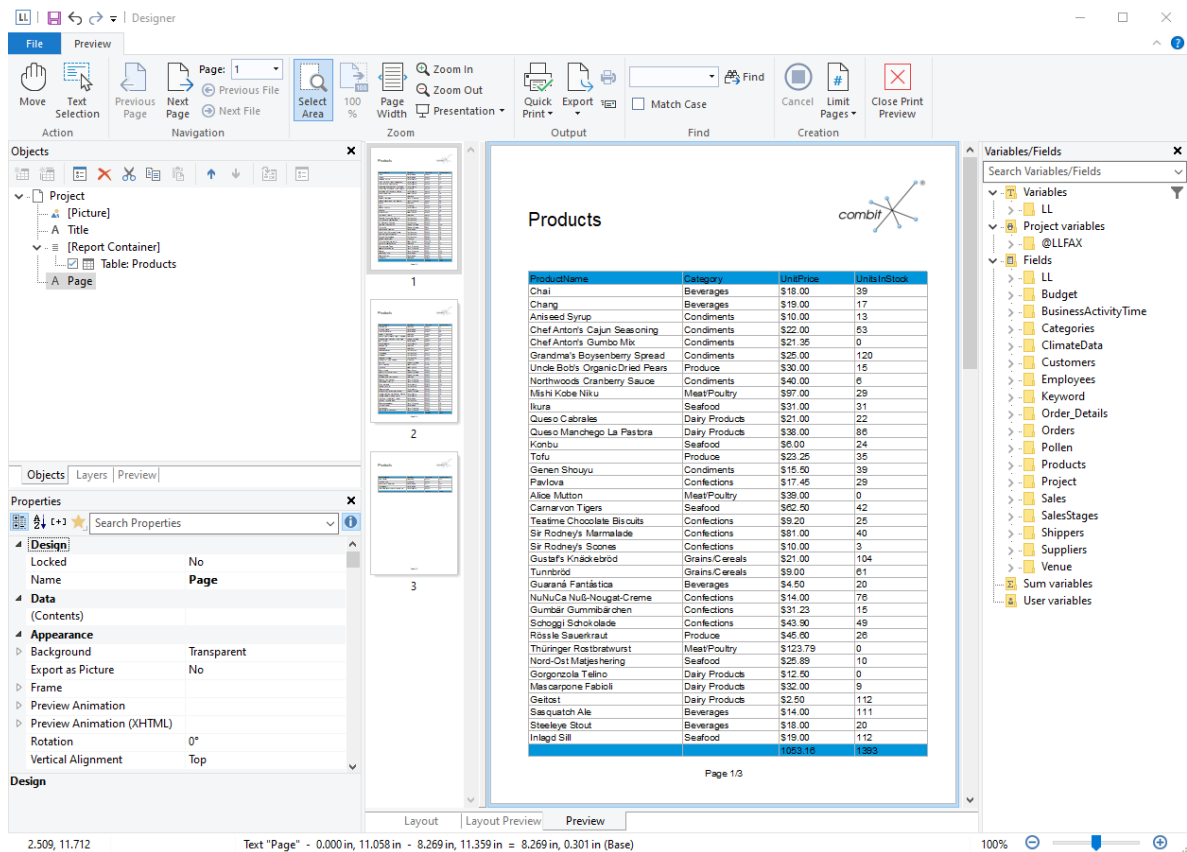 LL Designer
File Preview
Page: 1 Zoom In Find
Previous File Zoom Out
Next File Presentation Match Case
Move Text Selection Previous Page Next Page Select Area 100 % Page Width Quick Print Export Cancel Limit Pages Close Print Preview
Action Navigation Zoom Output Find Creation
Objects
Project
[Picture]
A Title
[Report Container]
Table: Products
A Page
Objects Layers Preview
Properties
Search Properties
Design
Locked No
Name Page
Data
(Contents)
Appearance
Background Transparent
Export as Picture No
Frame
Preview Animation
Preview Animation (XHTML)
Rotation 0°
Vertical Alignment Top
Design
Products
1
Products
2
Products
3
Products
combit
ProductName Category UnitPrice UnitsInStock
Chai Beverages $18.00 39
Chang Beverages $19.00 17
Aniseed Syrup Condiments $10.00 13
Chef Anton's Cajun Seasoning Condiments $22.00 53
Chef Anton's Gumbo Mix Condiments $21.35 0
Grandma's Boysenberry Spread Condiments $25.00 120
Uncle Bob's Organic Dried Pears Produce $30.00 15
Northwoods Cranberry Sauce Condiments $40.00 6
Mishi Kobe Niku Meat/Poultry $97.00 29
Ikura Seafood $31.00 31
Queso Cabrales Dairy Products $21.00 22
Queso Manchego La Pastora Dairy Products $38.00 86
Konbu Seafood $6.00 24
Tofu Produce $23.25 35
Genen Shouyu Condiments $15.50 39
Pavlova Confections $17.45 29
Alice Mutton Meat/Poultry $39.00 0
Carnarvon Tigers Seafood $62.50 42
Teatime Chocolate Biscuits Confections $9.20 25
Sir Rodney's Marmalade Confections $81.00 40
Sir Rodney's Scones Confections $10.00 3
Gustaf's Knäckebröd Grains/Cereals $21.00 104
Tunnbröd Grains/Cereals $9.00 61
Guaraná Fantástica Beverages $4.50 20
NuNuCa Nuß-Nougat-Creme Confections $14.00 76
Gumbär Gummibärchen Confections $31.23 15
Schoggi Schokolade Confections $43.90 49
Rössle Sauerkraut Produce $45.60 26
Thüringer Rostbratwurst Meat/Poultry $123.79 0
Nord-Ost Matjeshering Seafood $25.89 10
Gorgonzola Telino Dairy Products $12.50 0
Mascarpone Fabioli Dairy Products $32.00 9
Geitost Dairy Products $2.50 112
Sasquatch Ale Beverages $14.00 111
Steeleye Stout Beverages $18.00 20
Inlagd Sill Seafood $19.00 112
1053.16 1393
Page 1/3
Layout Layout Preview Preview
Variables/Fields
Search Variables/Fields
Variables
LL
Project variables
@LLFAX
Fields
LL
Budget
BusinessActivityTime
Categories
ClimateData
Customers
Employees
Keyword
Order_Details
Orders
Pollen
Products
Project
Sales
SalesStages
Shippers
Suppliers
Venue
Sum variables
User variables
2.509, 11.712 Text "Page" - 0.000 in, 11.058 in - 8.269 in, 11.359 in = 8.269 in, 0.301 in (Base) 100%